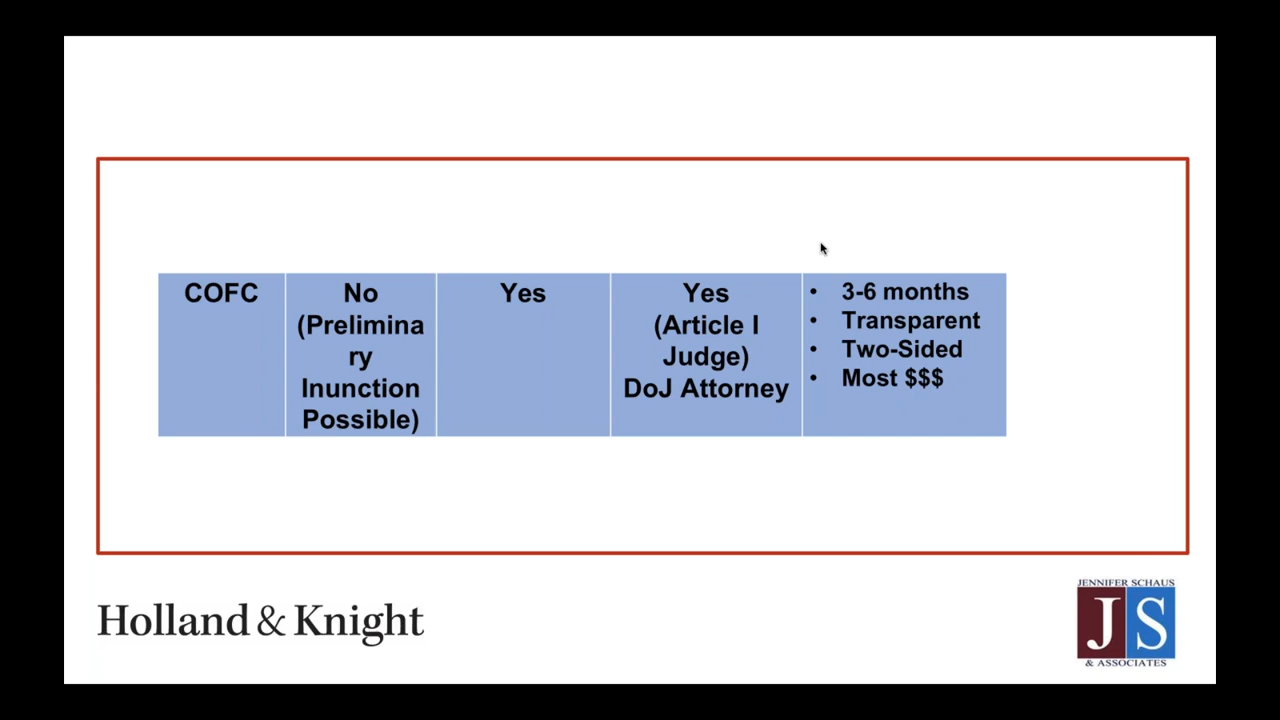 COFC
No
(Prelimina
ry
Inunction
Possible)
Yes
Yes
(Article I
Judge)
DoJ Attorney
• 3-6 months
• Transparent
• Two-Sided
• Most $$$
Holland & Knight
JENNIFER SCHAUS
JS
& ASSOCIATES